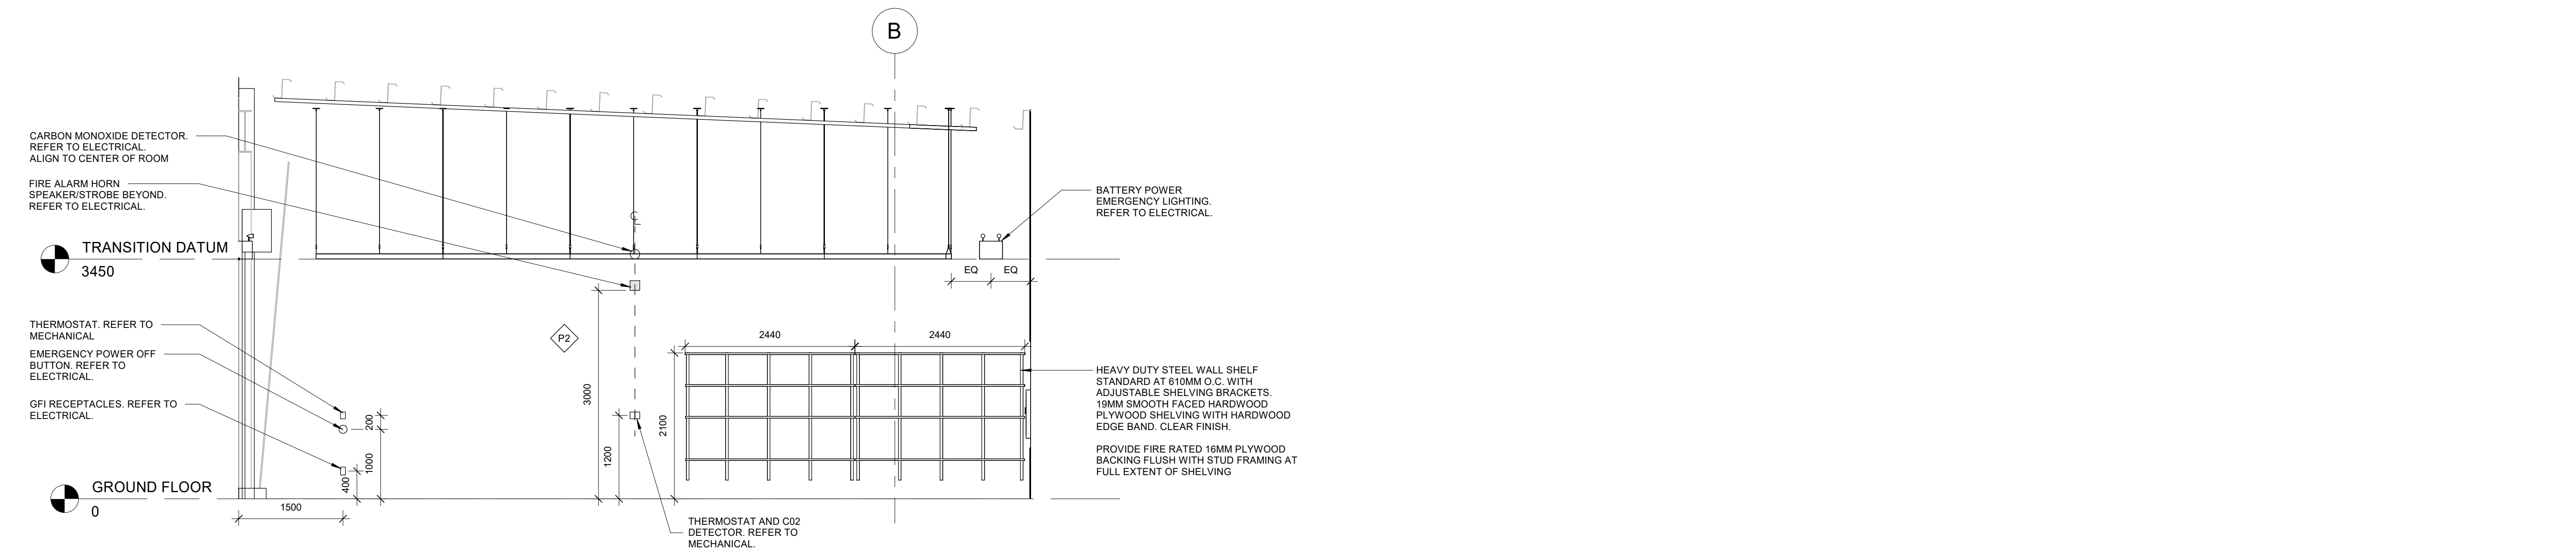 B
CARBON MONOXIDE DETECTOR.
REFER TO ELECTRICAL.
ALIGN TO CENTER OF ROOM
FIRE ALARM HORN
SPEAKER/STROBE BEYOND.
REFER TO ELECTRICAL.
BATTERY POWER
EMERGENCY LIGHTING.
REFER TO ELECTRICAL.
CL
TRANSITION DATUM
3450
EQ
EQ
THERMOSTAT. REFER TO
MECHANICAL
EMERGENCY POWER OFF
BUTTON. REFER TO
ELECTRICAL.
GFI RECEPTACLES. REFER TO
ELECTRICAL.
P2
2440
2440
3000
2100
1200
200
1000
400
HEAVY DUTY STEEL WALL SHELF
STANDARD AT 610MM O.C. WITH
ADJUSTABLE SHELVING BRACKETS.
19MM SMOOTH FACED HARDWOOD
PLYWOOD SHELVING WITH HARDWOOD
EDGE BAND. CLEAR FINISH.
PROVIDE FIRE RATED 16MM PLYWOOD
BACKING FLUSH WITH STUD FRAMING AT
FULL EXTENT OF SHELVING
GROUND FLOOR
0
1500
THERMOSTAT AND C02
DETECTOR. REFER TO
MECHANICAL.